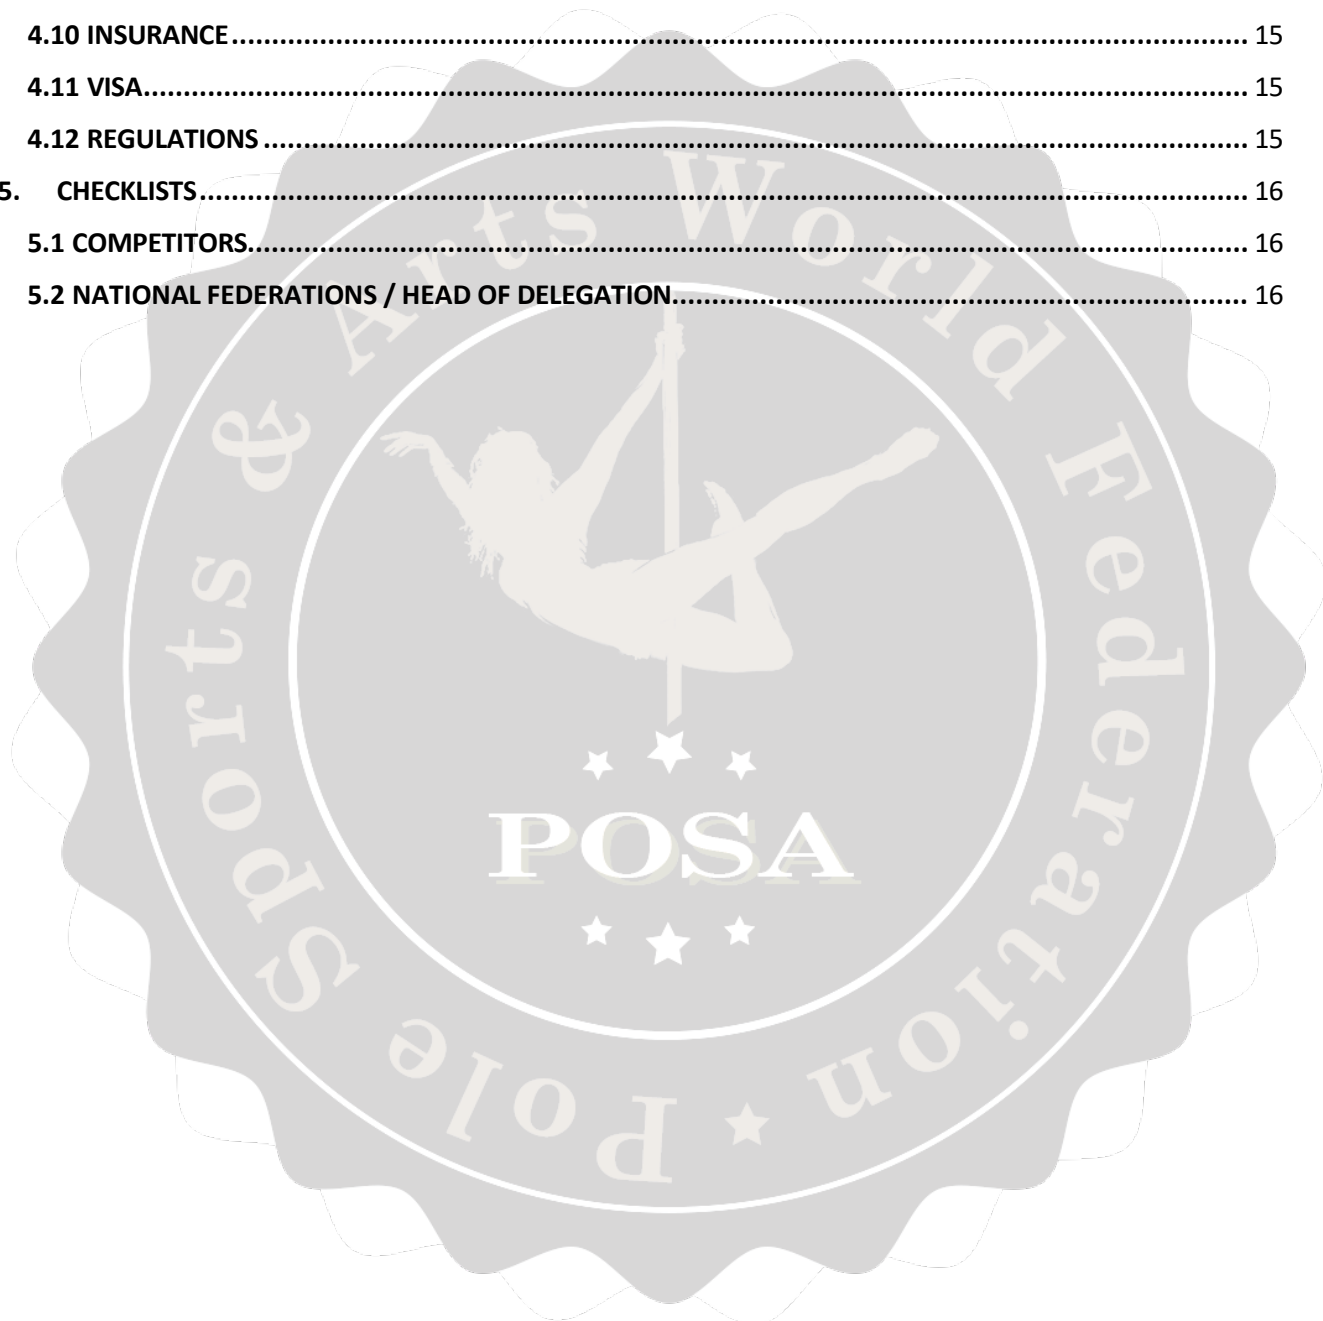 4.10 INSURANCE........................................................................................................................... 15
4.11 VISA...................................................................................................................................... 15
4.12 REGULATIONS ....................................................................................................................... 15
5. CHECKLISTS............................................................................................................................... 16
5.1 COMPETITORS......................................................................................................................... 16
5.2 NATIONAL FEDERATIONS / HEAD OF DELEGATION...................................................................... 16
Pole Sports & Arts World Federation
POSA